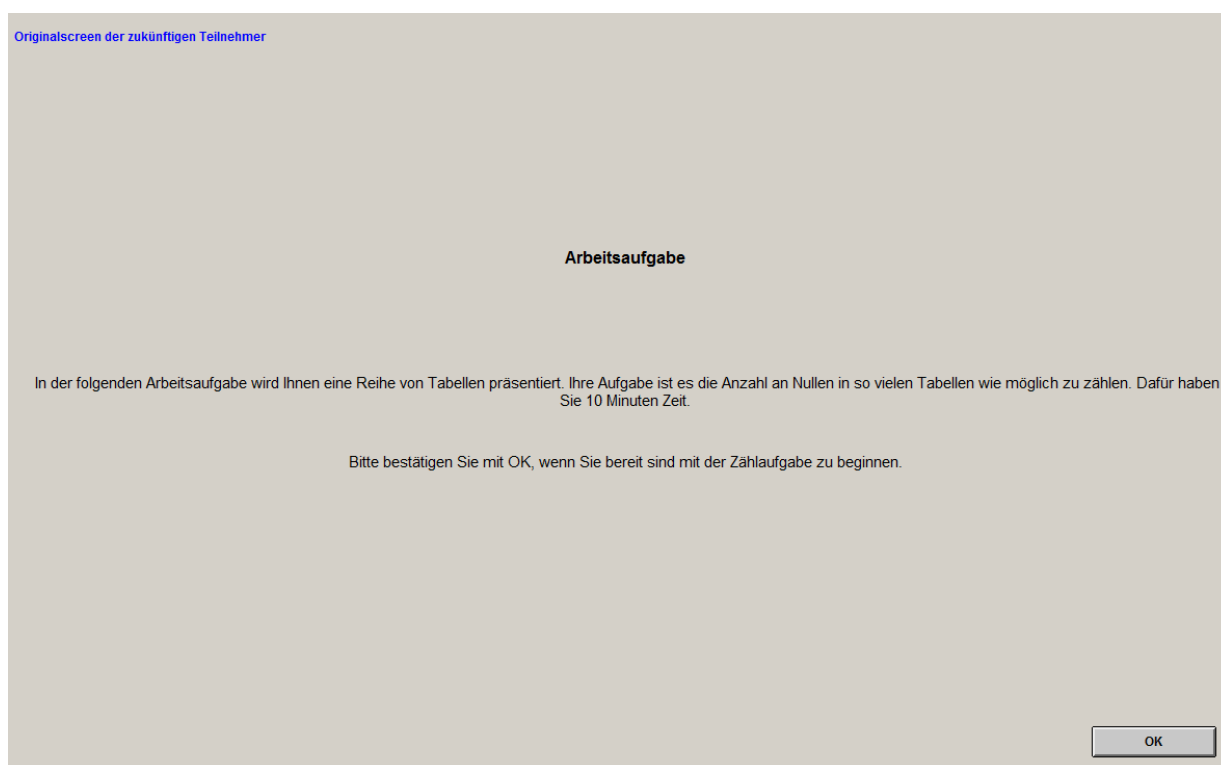 Originalscreen der zukünftigen Teilnehmer
Arbeitsaufgabe
In der folgenden Arbeitsaufgabe wird Ihnen eine Reihe von Tabellen präsentiert. Ihre Aufgabe ist es die Anzahl an Nullen in so vielen Tabellen wie möglich zu zählen. Dafür haben
Sie 10 Minuten Zeit.
Bitte bestätigen Sie mit OK, wenn Sie bereit sind mit der Zählaufgabe zu beginnen.
OK